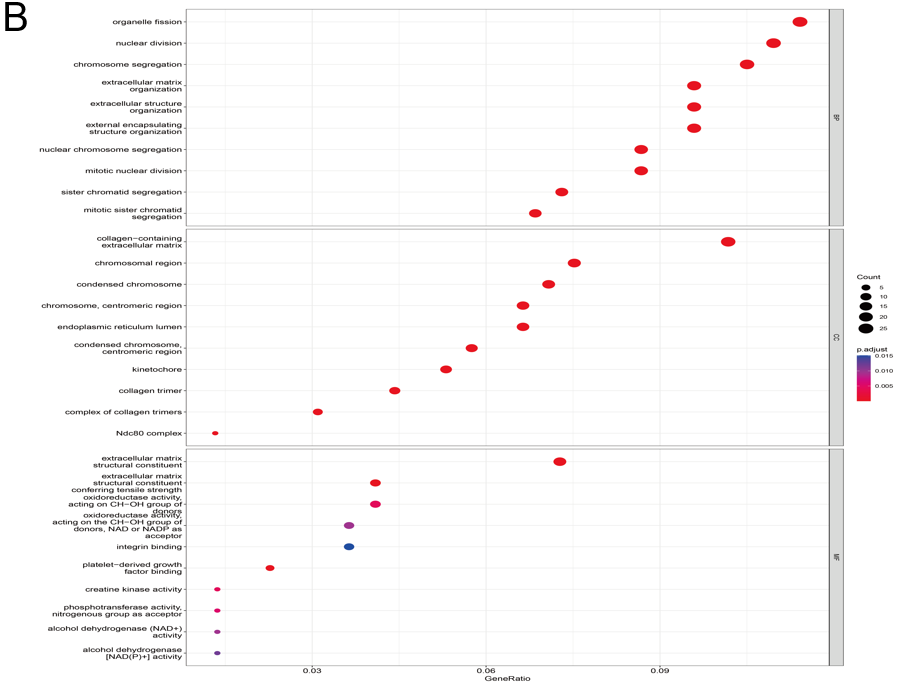 B
organelle fission
nuclear division
chromosome segregation
extracellular matrix
organization
extracellular structure
organization
external encapsulating
structure organization
nuclear chromosome segregation
mitotic nuclear division
sister chromatid segregation
mitotic sister chromatid
segregation
BP
collagen−containing
extracellular matrix
chromosomal region
condensed chromosome
chromosome, centromeric region
endoplasmic reticulum lumen
condensed chromosome,
centromeric region
kinetochore
collagen trimer
complex of collagen trimers
Ndc80 complex
CC
extracellular matrix
structural constituent
extracellular matrix
structural constituent
conferring tensile strength
oxidoreductase activity,
acting on CH−OH group of
donors
oxidoreductase activity,
acting on the CH−OH group of
donors, NAD or NADP as
acceptor
integrin binding
platelet−derived growth
factor binding
creatine kinase activity
phosphotransferase activity,
nitrogenous group as acceptor
alcohol dehydrogenase (NAD+)
activity
alcohol dehydrogenase
[NAD(P)+] activity
MF
0.03 0.06 0.09
GeneRatio
Count
5
10
15
20
25
p.adjust
0.015
0.010
0.005